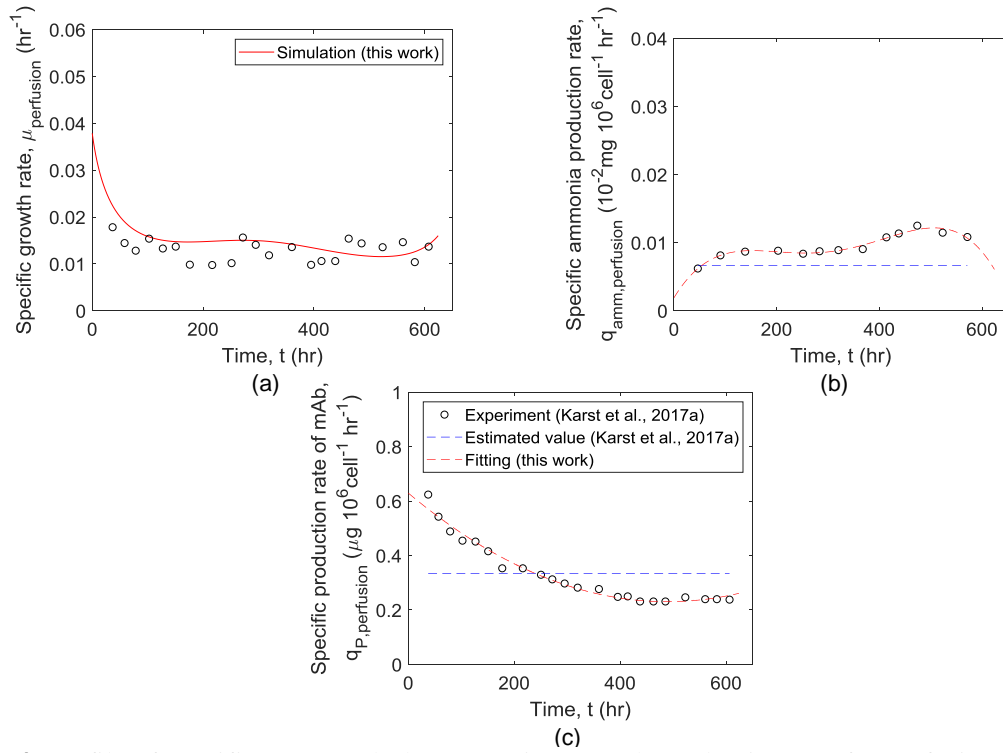 Specific growth rate, μperfusion (hr-1)
0.06
0.05
0.04
0.03
0.02
0.01
0
Simulation (this work)
0 200 400 600
Time, t (hr)
(a)
Specific ammonia production rate,
qamm,perfusion (10-2mg 106cell-1 hr-1)
0.04
0.03
0.02
0.01
0
0 200 400 600
Time, t (hr)
(b)
Specific production rate of mAb,
qP,perfusion (μg 106cell-1 hr-1)
1
0.8
0.6
0.4
0.2
0
Experiment (Karst et al., 2017a)
Estimated value (Karst et al., 2017a)
Fitting (this work)
0 200 400 600
Time, t (hr)
(c)